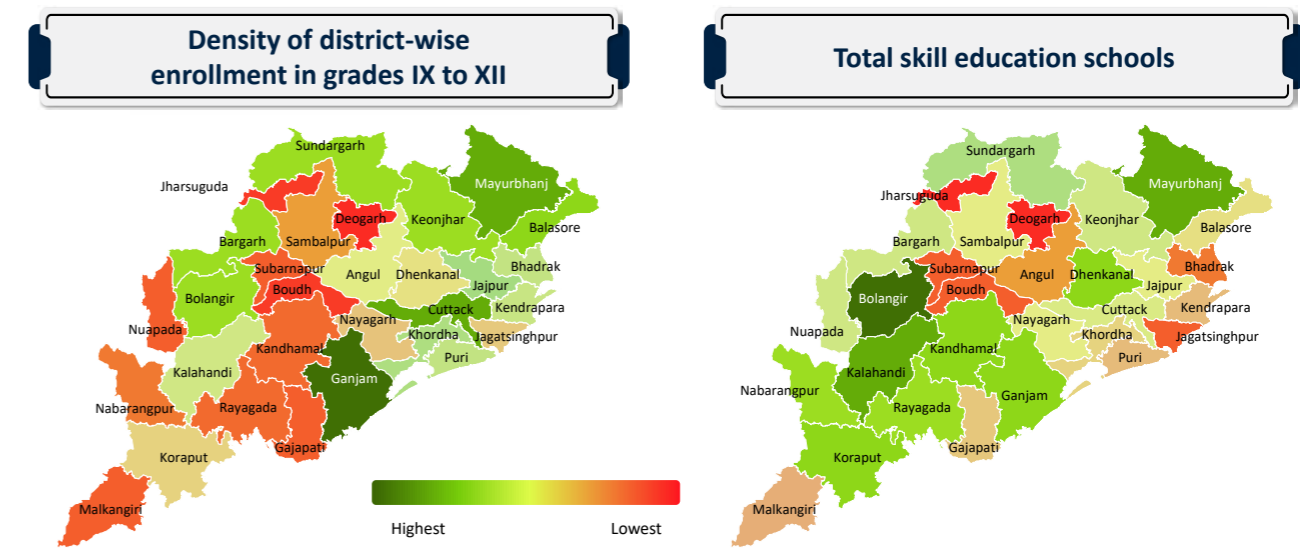 Density of district-wise
enrollment in grades IX to XII
Sundargarh
Jharsuguda
Mayurbhanj
Deogarh
Keonjhar
Balasore
Bargarh
Sambalpur
Subarnapur
Angul
Dhenkanal
Bhadrak
Boudh
Jajpur
Bolangir
Cuttack
Kendrapara
Nuapada
Nayagarh
Khordha
Jagatsinghpur
Kandhamal
Puri
Kalahandi
Ganjam
Nabarangpur
Rayagada
Gajapati
Koraput
Malkangiri
Highest
Lowest
Total skill education schools
Sundargarh
Jharsuguda
Mayurbhanj
Deogarh
Keonjhar
Balasore
Bargarh
Sambalpur
Subarnapur
Angul
Dhenkanal
Bhadrak
Boudh
Jajpur
Bolangir
Cuttack
Kendrapara
Nuapada
Nayagarh
Khordha
Jagatsinghpur
Kandhamal
Puri
Kalahandi
Nabarangpur
Ganjam
Rayagada
Gajapati
Koraput
Malkangiri